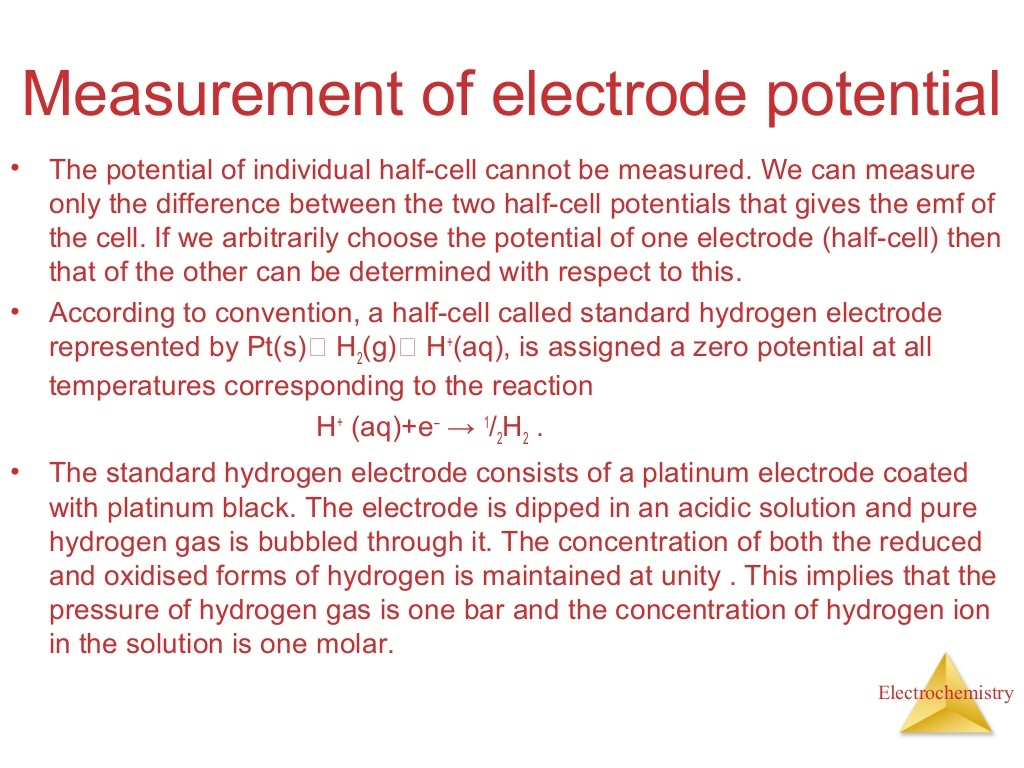 Measurement of electrode potential
• The potential of individual half-cell cannot be measured. We can measure
only the difference between the two half-cell potentials that gives the emf of
the cell. If we arbitrarily choose the potential of one electrode (half-cell) then
that of the other can be determined with respect to this.
• According to convention, a half-cell called standard hydrogen electrode
represented by Pt(s)□ H₂(g)□ H⁺(aq), is assigned a zero potential at all
temperatures corresponding to the reaction
H⁺ (aq)+e⁻ → ¹/₂H₂ .
• The standard hydrogen electrode consists of a platinum electrode coated
with platinum black. The electrode is dipped in an acidic solution and pure
hydrogen gas is bubbled through it. The concentration of both the reduced
and oxidised forms of hydrogen is maintained at unity . This implies that the
pressure of hydrogen gas is one bar and the concentration of hydrogen ion
in the solution is one molar.
Electrochemistry